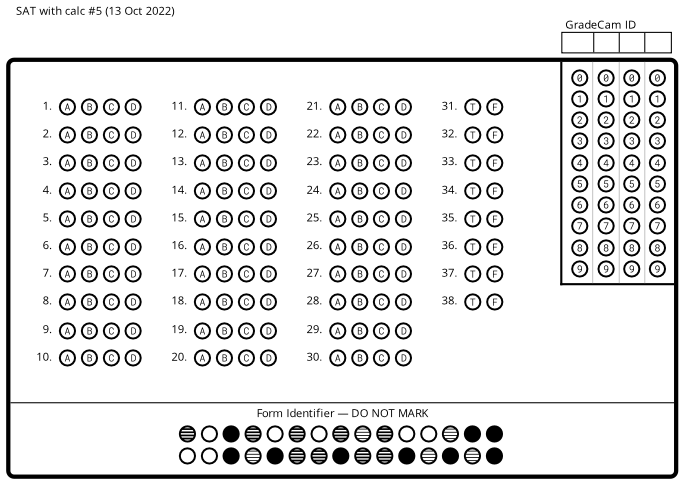 SAT with calc #5 (13 Oct 2022)
GradeCam ID
0 0 0 0
1 1 1 1
2 2 2 2
3 3 3 3
4 4 4 4
5 5 5 5
6 6 6 6
7 7 7 7
8 8 8 8
9 9 9 9
1. A B C D
2. A B C D
3. A B C D
4. A B C D
5. A B C D
6. A B C D
7. A B C D
8. A B C D
9. A B C D
10. A B C D
11. A B C D
12. A B C D
13. A B C D
14. A B C D
15. A B C D
16. A B C D
17. A B C D
18. A B C D
19. A B C D
20. A B C D
21. A B C D
22. A B C D
23. A B C D
24. A B C D
25. A B C D
26. A B C D
27. A B C D
28. A B C D
29. A B C D
30. A B C D
31. T F
32. T F
33. T F
34. T F
35. T F
36. T F
37. T F
38. T F
Form Identifier — DO NOT MARK